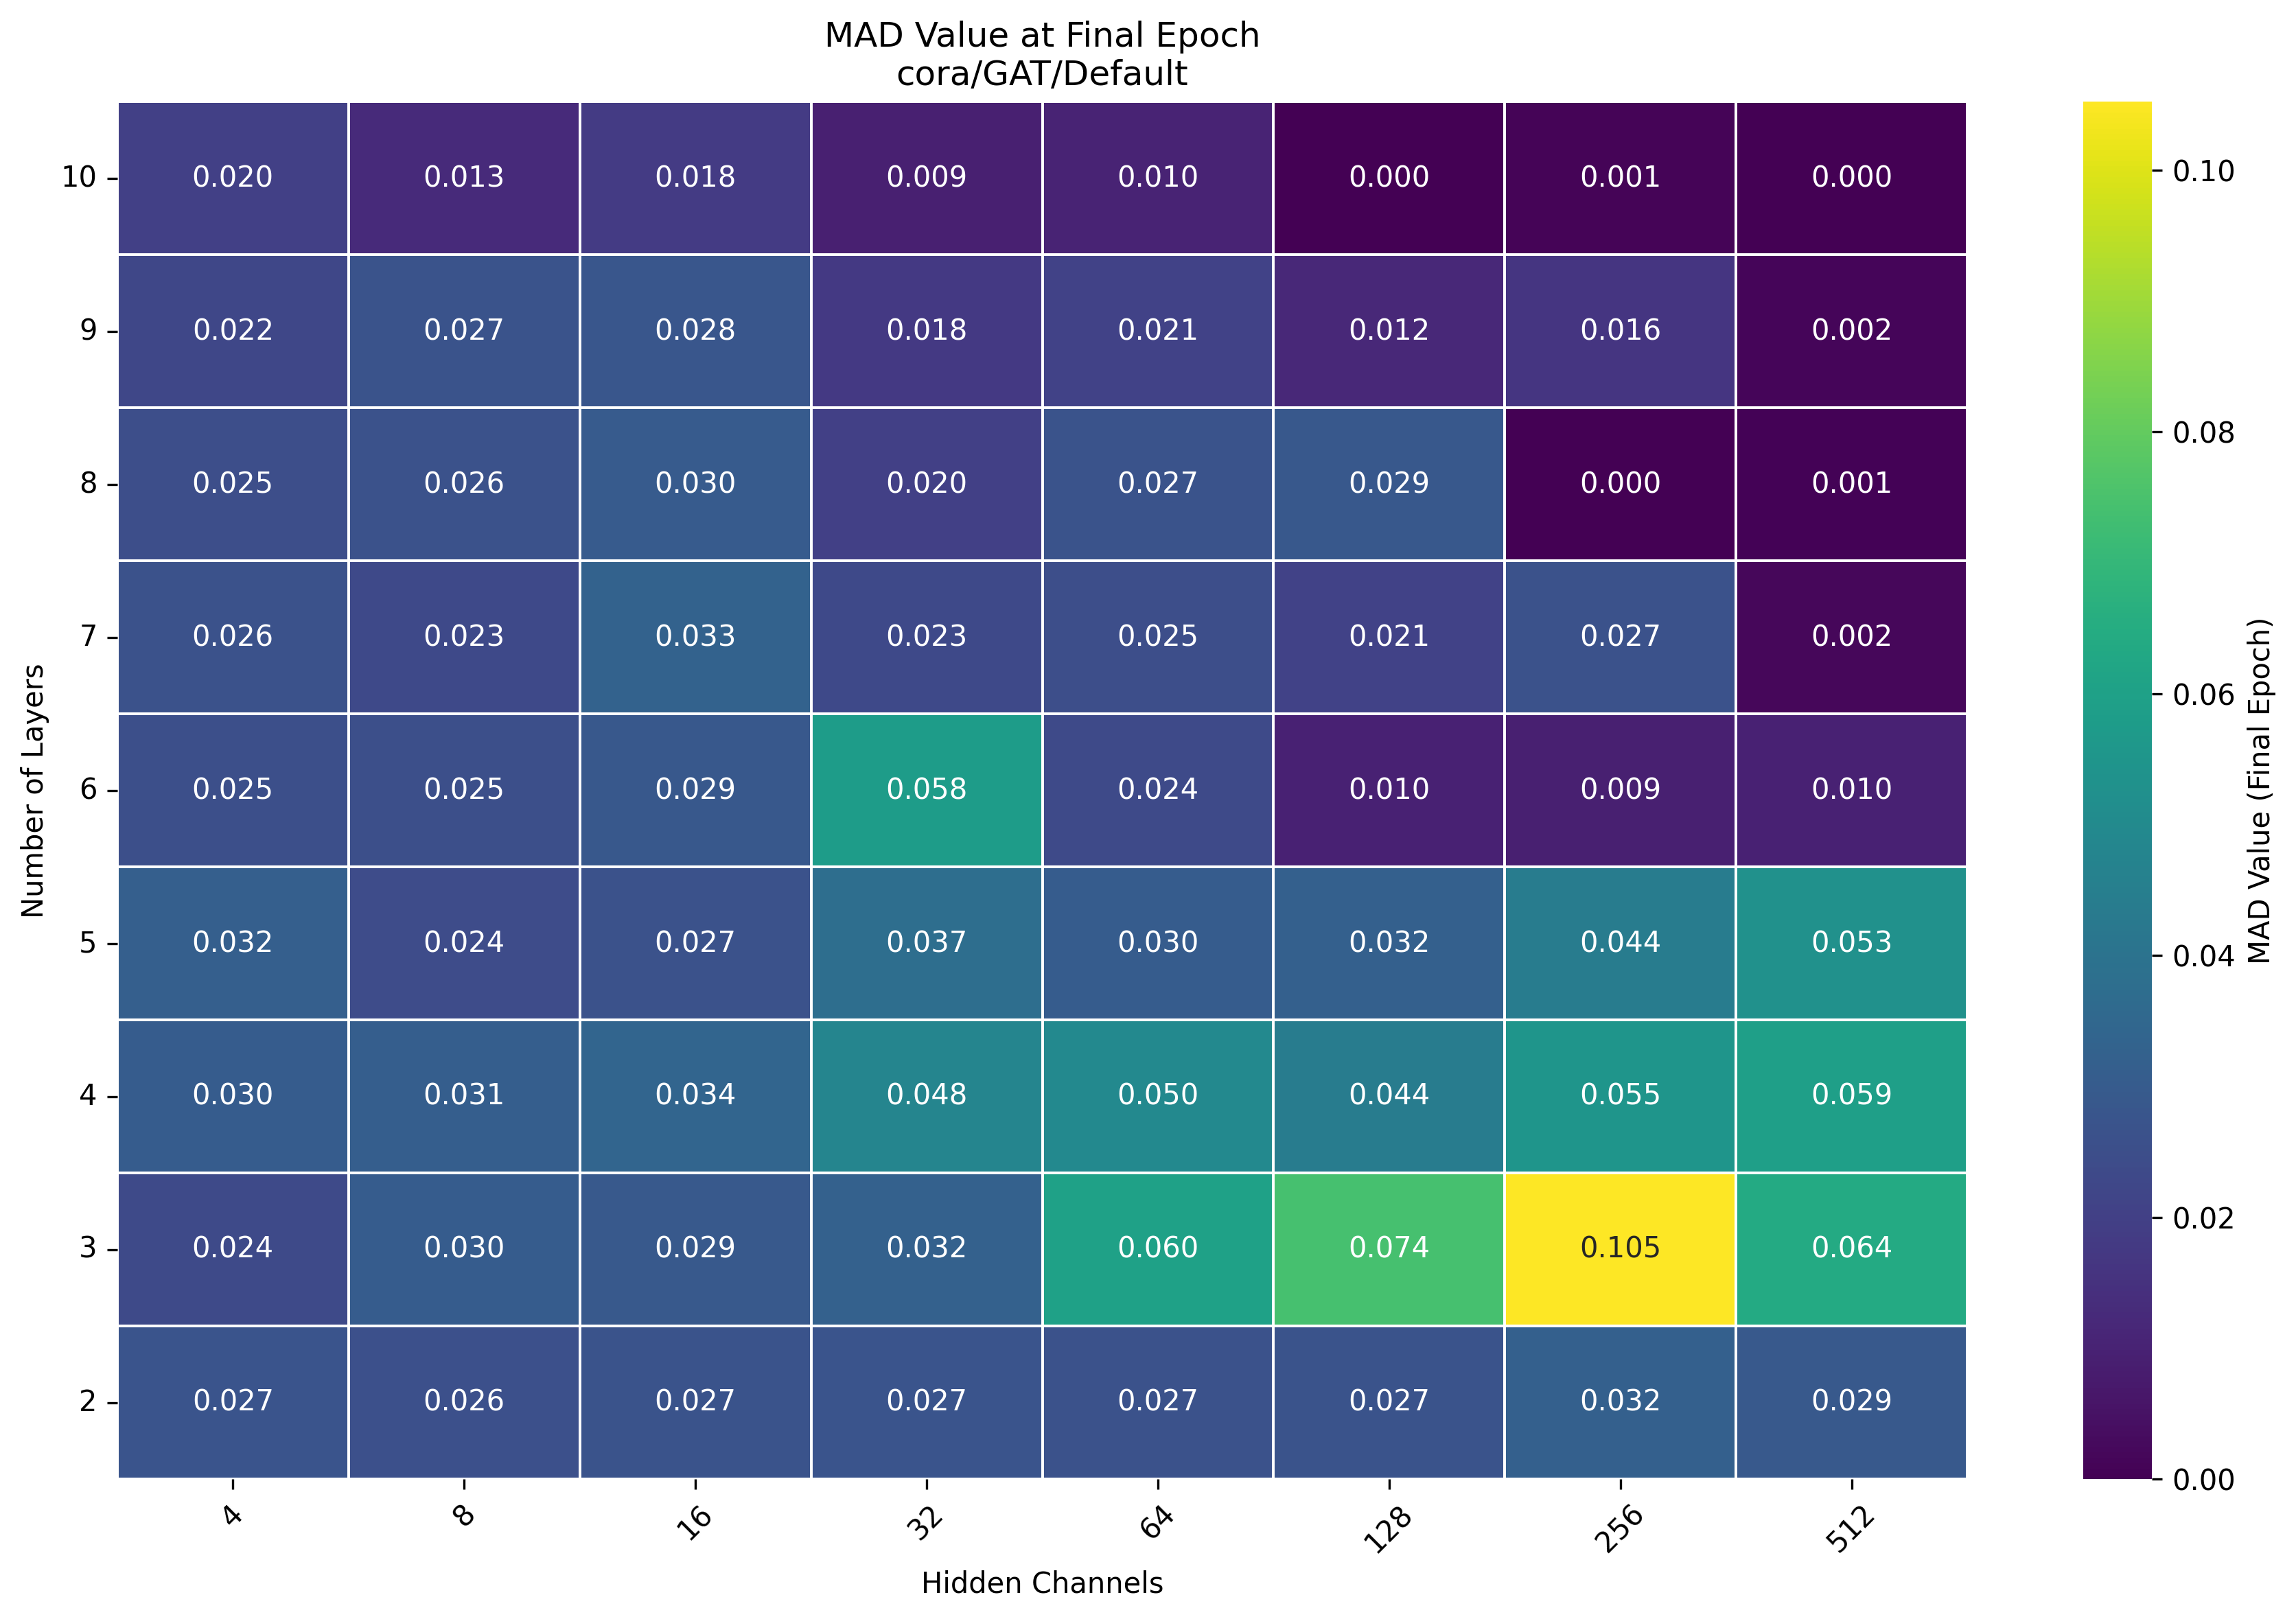 MAD Value at Final Epoch
cora/GAT/Default
10 0.020 0.013 0.018 0.009 0.010 0.000 0.001 0.000
9 0.022 0.027 0.028 0.018 0.021 0.012 0.016 0.002
8 0.025 0.026 0.030 0.020 0.027 0.029 0.000 0.001
7 0.026 0.023 0.033 0.023 0.025 0.021 0.027 0.002
6 0.025 0.025 0.029 0.058 0.024 0.010 0.009 0.010
5 0.032 0.024 0.027 0.037 0.030 0.032 0.044 0.053
4 0.030 0.031 0.034 0.048 0.050 0.044 0.055 0.059
3 0.024 0.030 0.029 0.032 0.060 0.074 0.105 0.064
2 0.027 0.026 0.027 0.027 0.027 0.027 0.032 0.029
4 8 16 32 64 128 256 512
Hidden Channels
Number of Layers
0.10
0.08
0.06
0.04
0.02
0.00
MAD Value (Final Epoch)